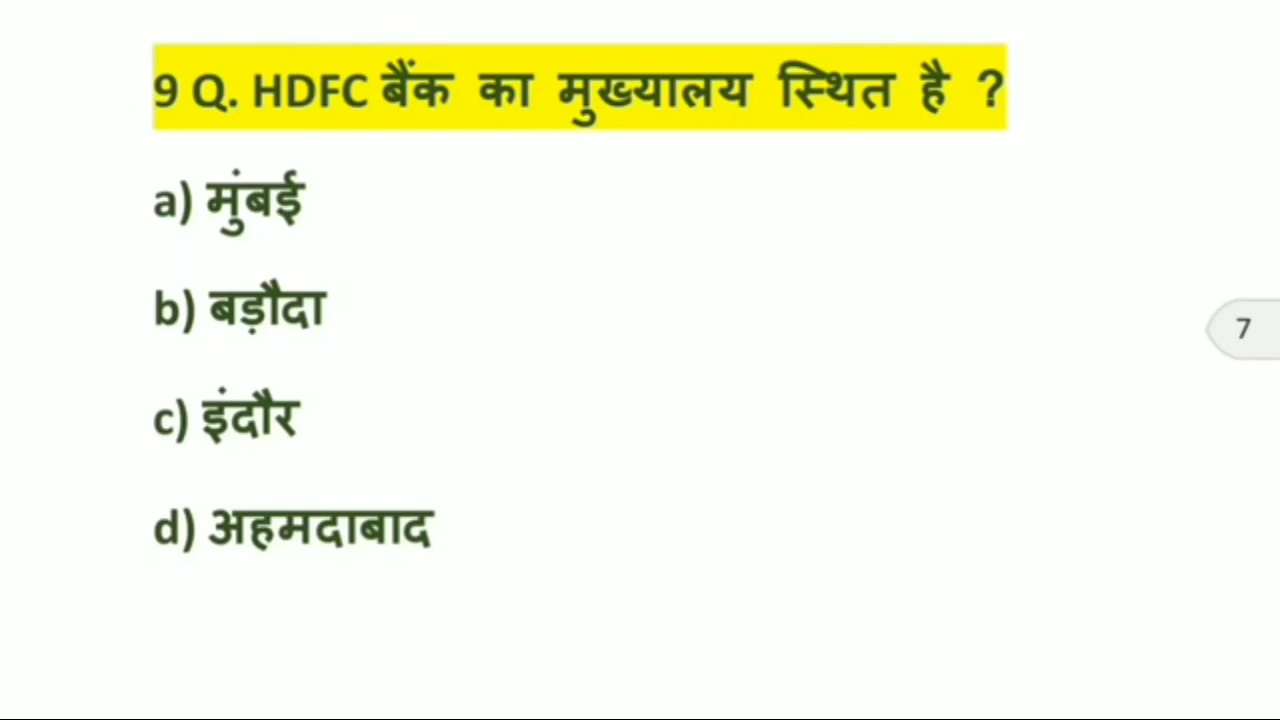 9 Q. HDFC बैंक का मुख्यालय स्थित है ?
a) मुंबई
b) बड़ौदा
7
c) इंदौर
d) अहमदाबाद